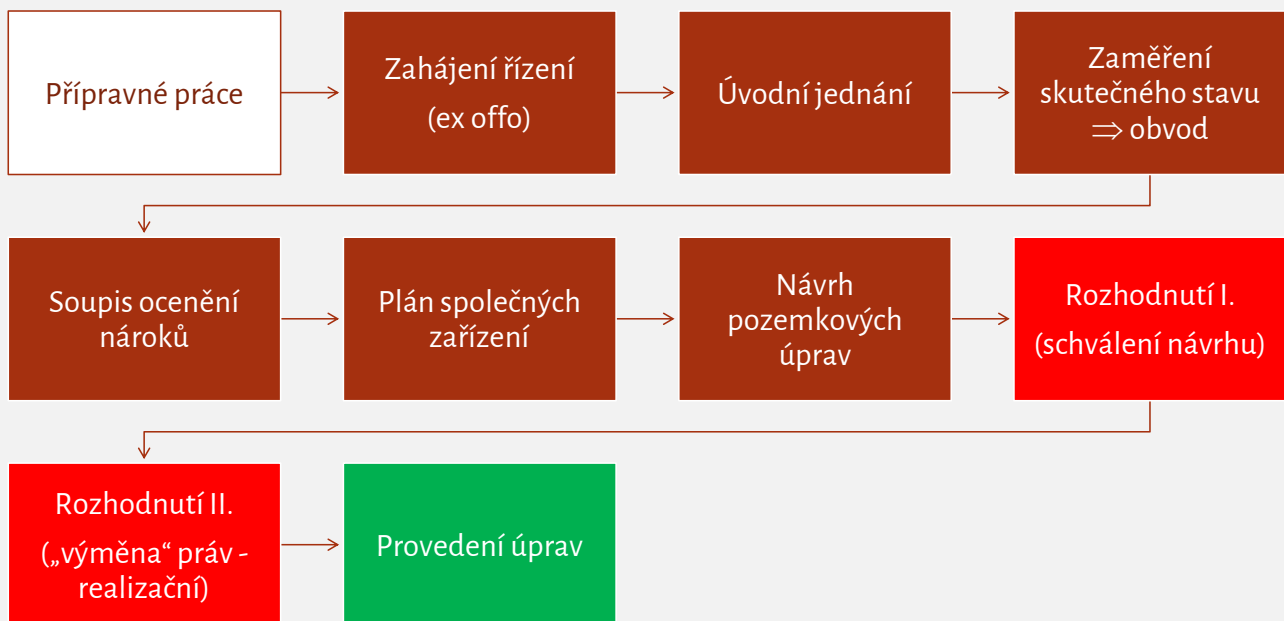 Přípravné práce
Zahájení řízení
(ex offo)
Úvodní jednání
Zaměření
skutečného stavu
⇒ obvod
Soupis ocenění
nároků
Plán společných
zařízení
Návrh
pozemkových
úprav
Rozhodnutí I.
(schválení návrhu)
Rozhodnutí II.
(„výměna“ práv -
realizační)
Provedení úprav